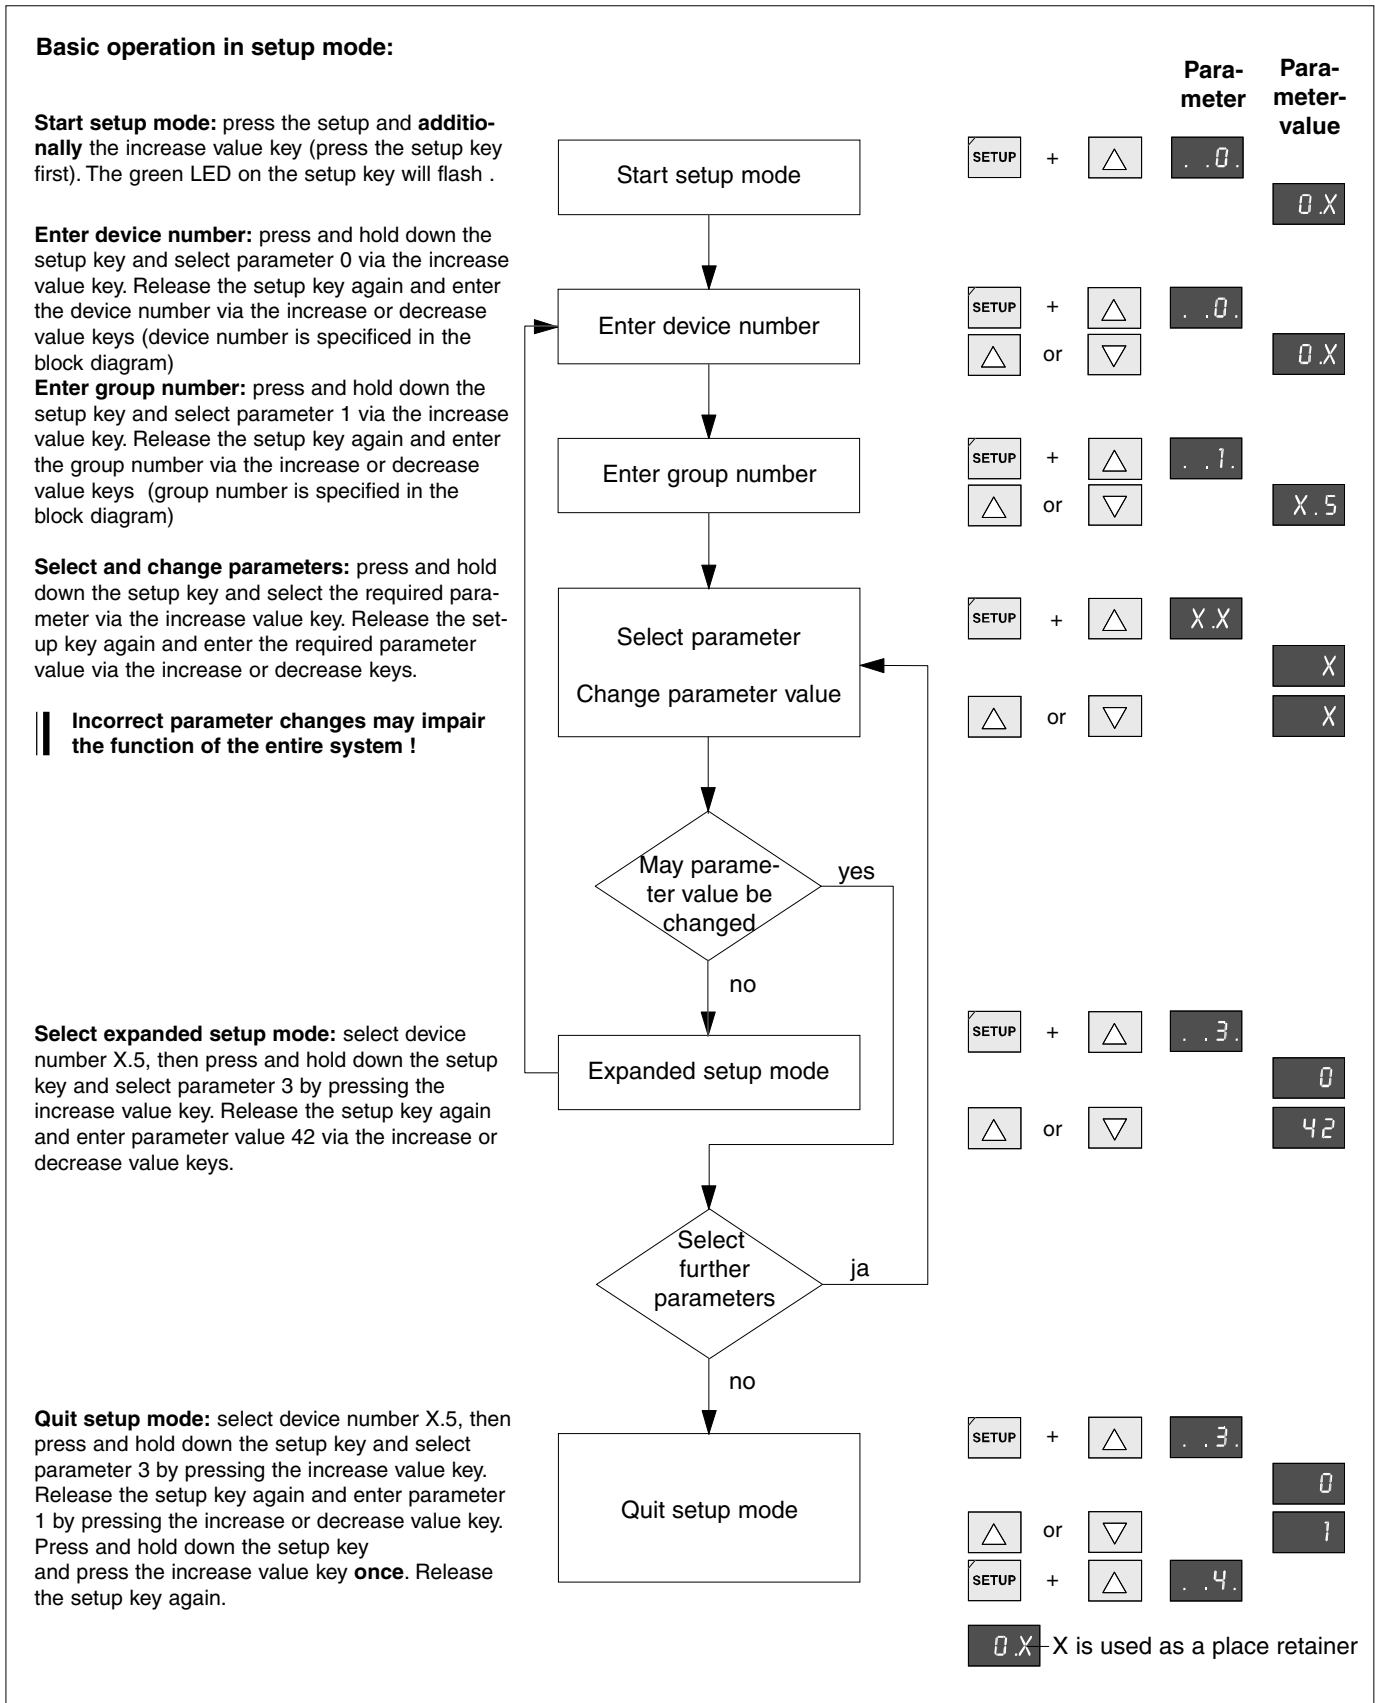 Basic operation in setup mode:
Para-
meter
Para-
meter-
value
Start setup mode: press the setup and additio-
nally the increase value key (press the setup key
first). The green LED on the setup key will flash .
Start setup mode
SETUP + . .0.
0.X
Enter device number: press and hold down the
setup key and select parameter 0 via the increase
value key. Release the setup key again and enter
the device number via the increase or decrease
value keys (device number is specificed in the
block diagram)
Enter device number
SETUP + . .0.
or 0.X
Enter group number: press and hold down the
setup key and select parameter 1 via the increase
value key. Release the setup key again and enter
the group number via the increase or decrease
value keys (group number is specified in the
block diagram)
Enter group number
SETUP + . .1.
or X.5
Select and change parameters: press and hold
down the setup key and select the required para-
meter via the increase value key. Release the set-
up key again and enter the required parameter
value via the increase or decrease keys.
Incorrect parameter changes may impair
the function of the entire system !
Select parameter
Change parameter value
SETUP + X.X
X
or X
May parame-
ter value be
changed
yes
no
Select expanded setup mode: select device
number X.5, then press and hold down the setup
key and select parameter 3 by pressing the
increase value key. Release the setup key again
and enter parameter value 42 via the increase or
decrease value keys.
Expanded setup mode
SETUP + . .3.
0
or 42
Select
further
parameters
ja
no
Quit setup mode: select device number X.5, then
press and hold down the setup key and select
parameter 3 by pressing the increase value key.
Release the setup key again and enter parameter
1 by pressing the increase or decrease value key.
Press and hold down the setup key
and press the increase value key once. Release
the setup key again.
Quit setup mode
SETUP + . .3.
0
or 1
SETUP + . .4.
0.X X is used as a place retainer